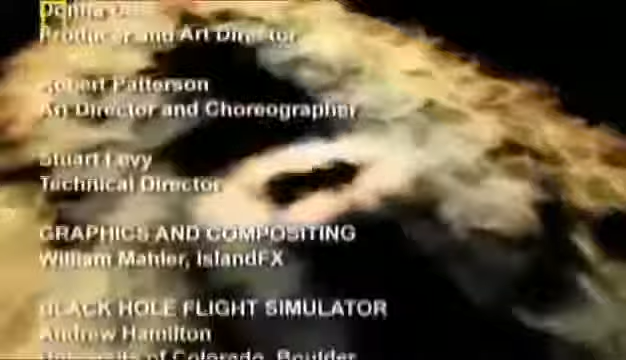 Donna
Producer and Art Director
Robert Patterson
Art Director and Choreographer
Stuart Levy
Technical Director
GRAPHICS AND COMPOSITING
William Mahler, IslandFX
BLACK HOLE FLIGHT SIMULATOR
Andrew Hamilton
University of Colorado, Boulder